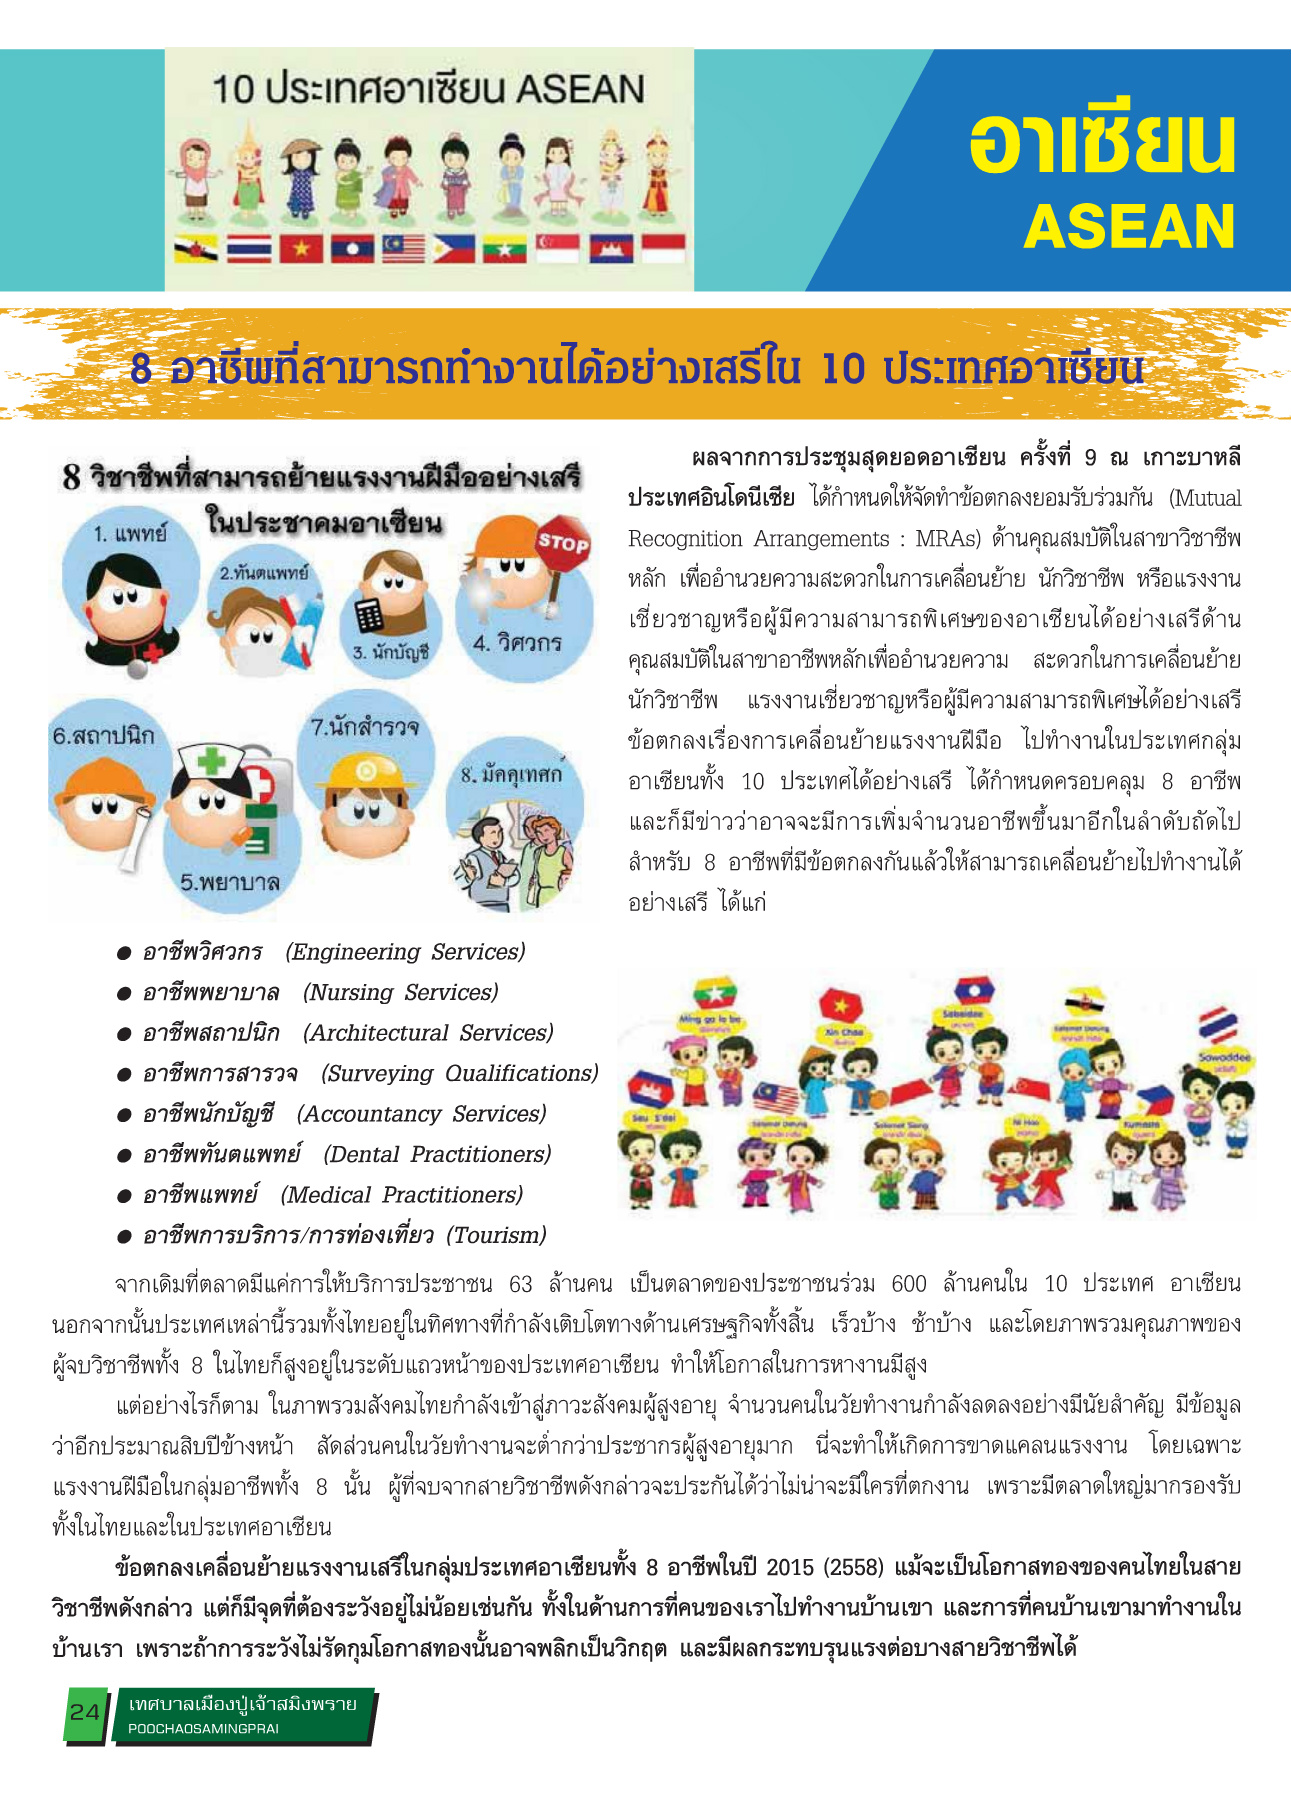 10 ประเทศอาเซียน ASEAN
อาเซียน
ASEAN
8 อาชีพที่สามารถทำงานได้อย่างเสรีใน 10 ประเทศอาเซียน
8 วิชาชีพที่สามารถย้ายแรงงานฝีมืออย่างเสรี
ในประชาคมอาเซียน
1. แพทย์
2.ทันตแพทย์
3. นักบัญชี
STOP
4. วิศวกร
6.สถาปนิก
5.พยาบาล
7.นักสำรวจ
8. มัคคุเทศก์
ผลจากการประชุมสุดยอดอาเซียน ครั้งที่ 9 ณ เกาะบาหลี
ประเทศอินโดนีเซีย ได้กำหนดให้จัดทำข้อตกลงยอมรับร่วมกัน (Mutual
Recognition Arrangements : MRAs) ด้านคุณสมบัติในสาขาวิชาชีพ
หลัก เพื่ออำนวยความสะดวกในการเคลื่อนย้าย นักวิชาชีพ หรือแรงงาน
เชี่ยวชาญหรือผู้มีความสามารถพิเศษของอาเซียนได้อย่างเสรีด้าน
คุณสมบัติในสาขาอาชีพหลักเพื่ออำนวยความ สะดวกในการเคลื่อนย้าย
นักวิชาชีพ แรงงานเชี่ยวชาญหรือผู้มีความสามารถพิเศษได้อย่างเสรี
ข้อตกลงเรื่องการเคลื่อนย้ายแรงงานฝีมือ ไปทำงานในประเทศกลุ่ม
อาเซียนทั้ง 10 ประเทศได้อย่างเสรี ได้กำหนดครอบคลุม 8 อาชีพ
และก็มีข่าวว่าอาจจะมีการเพิ่มจำนวนอาชีพขึ้นมาอีกในลำดับถัดไป
สำหรับ 8 อาชีพที่มีข้อตกลงกันแล้วให้สามารถเคลื่อนย้ายไปทำงานได้
อย่างเสรี ได้แก่
● อาชีพวิศวกร (Engineering Services)
● อาชีพพยาบาล (Nursing Services)
● อาชีพสถาปนิก (Architectural Services)
● อาชีพการสารวจ (Surveying Qualifications)
● อาชีพนักบัญชี (Accountancy Services)
● อาชีพทันตแพทย์ (Dental Practitioners)
● อาชีพแพทย์ (Medical Practitioners)
● อาชีพการบริการ/การท่องเที่ยว (Tourism)
Ming ga la ba
Xin Chao
Sabaidee
Salamat Datung
Sawaddee
Sau S'dei
Salamat Datung
Salamat Siang
Ni Hao
Kumusta
จากเดิมที่ตลาดมีแค่การให้บริการประชาชน 63 ล้านคน เป็นตลาดของประชาชนร่วม 600 ล้านคนใน 10 ประเทศ อาเซียน
นอกจากนั้นประเทศเหล่านี้รวมทั้งไทยอยู่ในทิศทางที่กำลังเติบโตทางด้านเศรษฐกิจทั้งสิ้น เร็วบ้าง ช้าบ้าง และโดยภาพรวมคุณภาพของ
ผู้จบวิชาชีพทั้ง 8 ในไทยก็สูงอยู่ในระดับแถวหน้าของประเทศอาเซียน ทำให้โอกาสในการหางานมีสูง
แต่อย่างไรก็ตาม ในภาพรวมสังคมไทยกำลังเข้าสู่ภาวะสังคมผู้สูงอายุ จำนวนคนในวัยทำงานกำลังลดลงอย่างมีนัยสำคัญ มีข้อมูล
ว่าอีกประมาณสิบปีข้างหน้า สัดส่วนคนในวัยทำงานจะต่ำกว่าประชากรผู้สูงอายุมาก นี่จะทำให้เกิดการขาดแคลนแรงงาน โดยเฉพาะ
แรงงานฝีมือในกลุ่มอาชีพทั้ง 8 นั้น ผู้ที่จบจากสายวิชาชีพดังกล่าวจะประกันได้ว่าไม่น่าจะมีใครที่ตกงาน เพราะมีตลาดใหญ่มากรองรับ
ทั้งในไทยและในประเทศอาเซียน
ข้อตกลงเคลื่อนย้ายแรงงานเสรีในกลุ่มประเทศอาเซียนทั้ง 8 อาชีพในปี 2015 (2558) แม้จะเป็นโอกาสทองของคนไทยในสาย
วิชาชีพดังกล่าว แต่ก็มีจุดที่ต้องระวังอยู่ไม่น้อยเช่นกัน ทั้งในด้านการที่คนของเราไปทำงานบ้านเขา และการที่คนบ้านเขามาทำงานใน
บ้านเรา เพราะถ้าการระวังไม่รัดกุมโอกาสทองนั้นอาจพลิกเป็นวิกฤต และมีผลกระทบรุนแรงต่อบางสายวิชาชีพได้
24
เทศบาลเมืองปู่เจ้าสมิงพราย
POOCHAOSAMINGPRAI